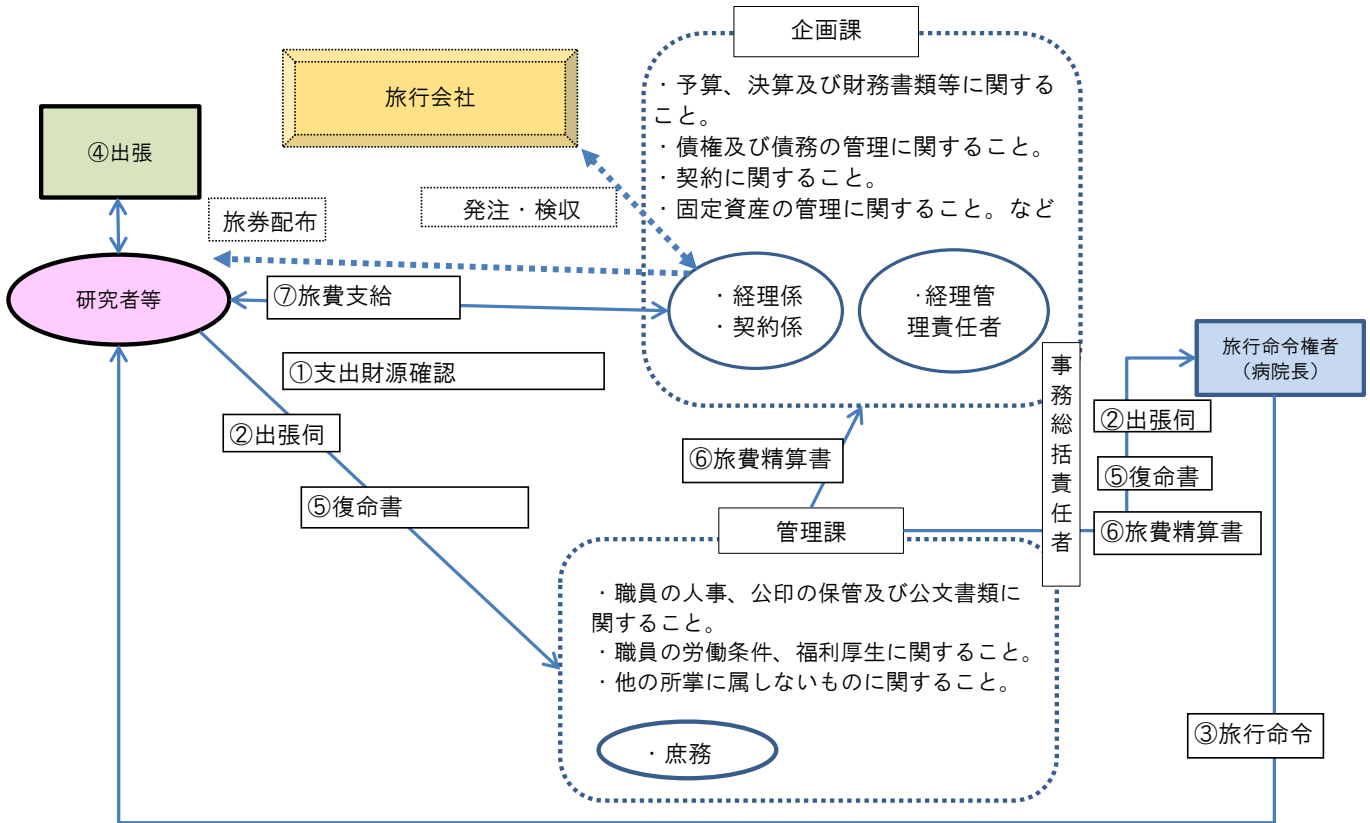 企画課
旅行会社
・予算、決算及び財務書類等に関する
こと。
・債権及び債務の管理に関すること。
・契約に関すること。
・固定資産の管理に関すること。など
④出張
発注・検収
旅券配布
研究者等
⑦旅費支給
・経理係
・契約係
・経理管
理責任者
旅行命令権者
（病院長）
①支出財源確認
事務総括責任者
②出張伺
②出張伺
⑥旅費精算書
⑤復命書
⑤復命書
管理課
⑥旅費精算書
・職員の人事、公印の保管及び公文書類に
関すること。
・職員の労働条件、福利厚生に関すること。
・他の所掌に属しないものに関すること。
③旅行命令
・庶務